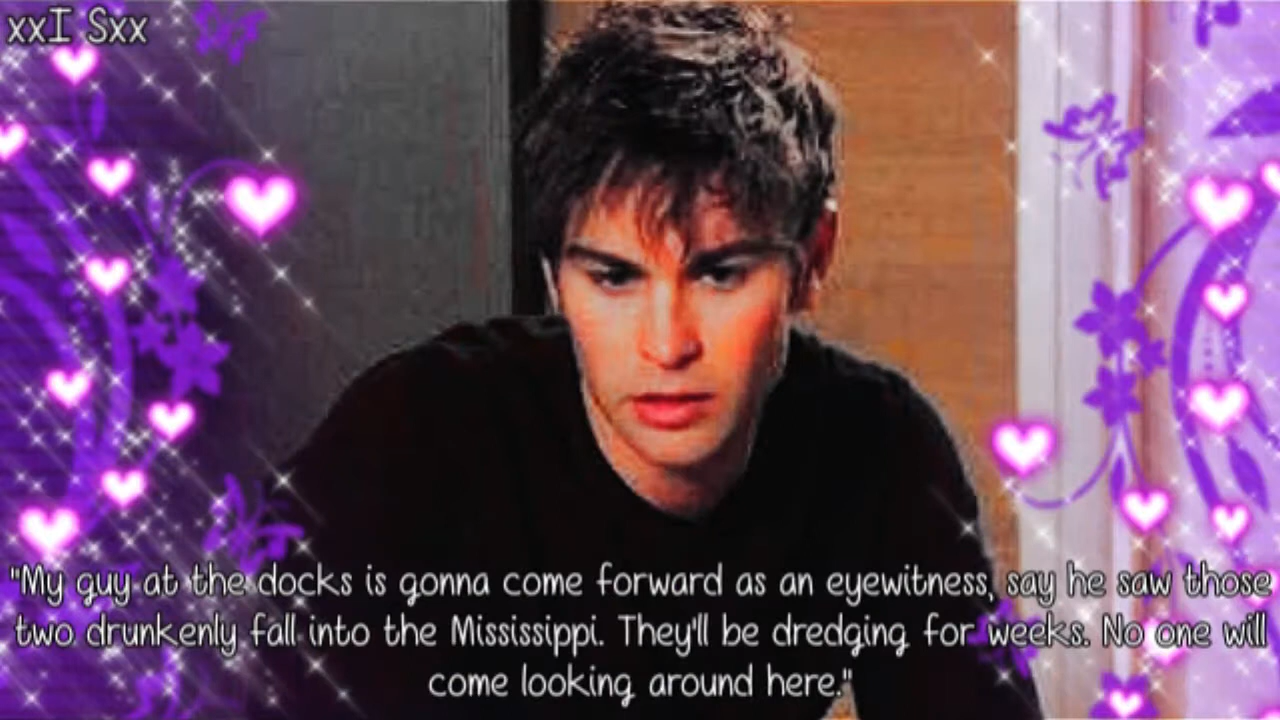 xxI Sxx
"My guy at the docks is gonna come forward as an eyewitness, say he saw those
two drunkenly fall into the Mississippi. They'll be dredging for weeks. No one will
come looking around here."